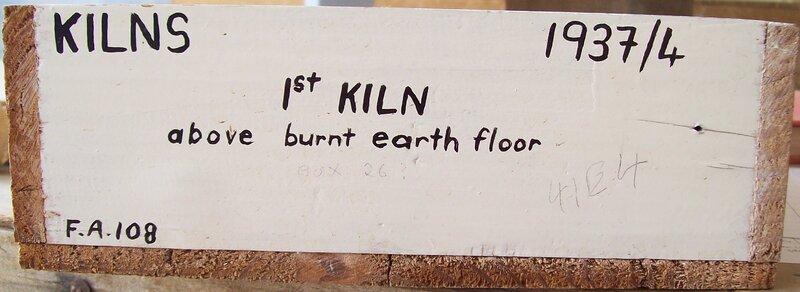 KILNS 1937/4
1st KILN
above burnt earth floor
BOX 26
41E4
F.A.108